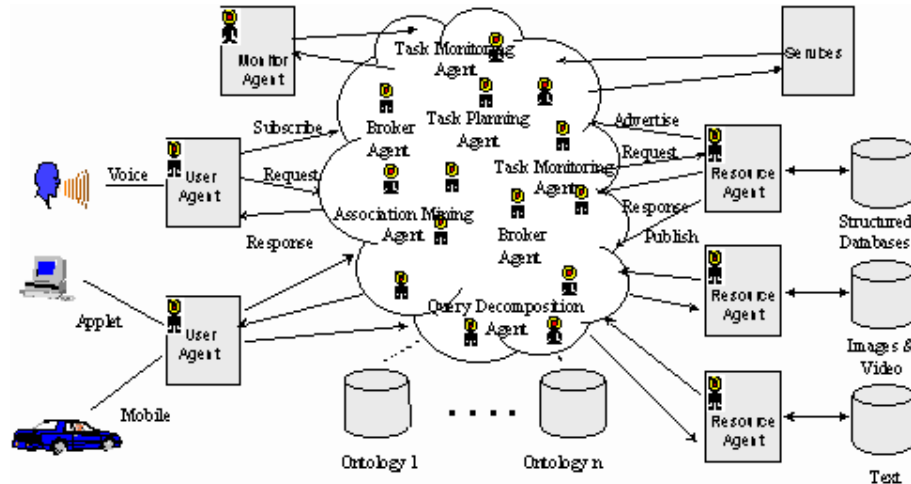 Monitor
Agent
Task Monitoring
Agent
Serubes
Subscribe
Broker
Agent
Task Planning
Agent
Advertise
Voice
User
Agent
Request
Task Monitoring
Agent
Request
Resource
Agent
Association Mining
Agent
Response
Broker
Agent
Response
Publish
Structured
Databases
Applet
User
Agent
Query Decomposition
Agent
Resource
Agent
Images &
Video
Mobile
Resource
Agent
Ontology 1
Ontology n
Text